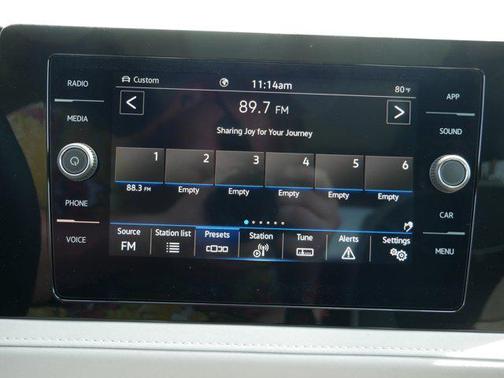 RADIO
MEDIA
PHONE
VOICE
Custom
11:14am
80°F
89.7 FM
Sharing Joy for Your Journey
1 2 3 4 5 6
88.3 FM Empty Empty Empty Empty Empty
Source Station list Presets Station Tune Alerts Settings
FM
APP
SOUND
CAR
MENU